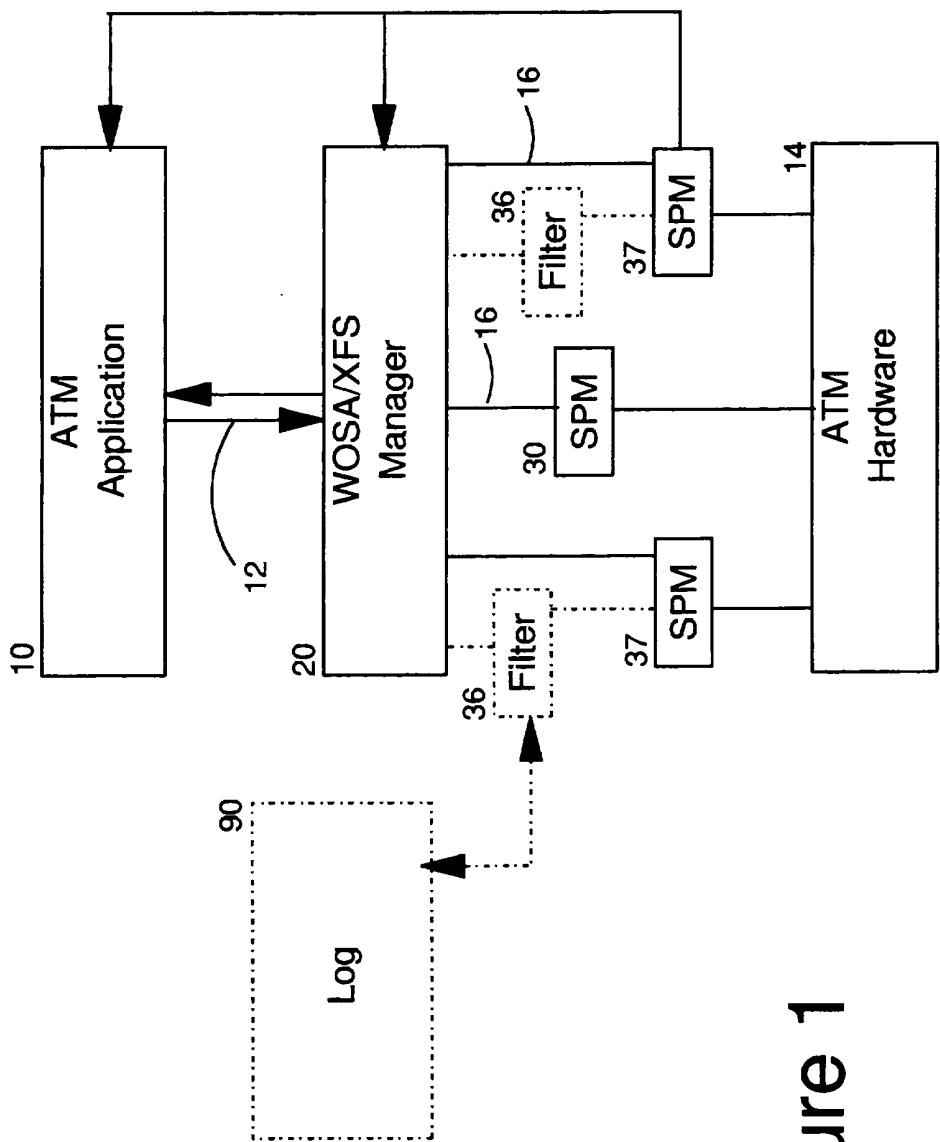 10
ATM
Application
12
20
WOSA/XFS
Manager
90
Log
36
Filter
36
Filter
16
16
37
SPM
30
SPM
37
SPM
14
ATM
Hardware
ure 1